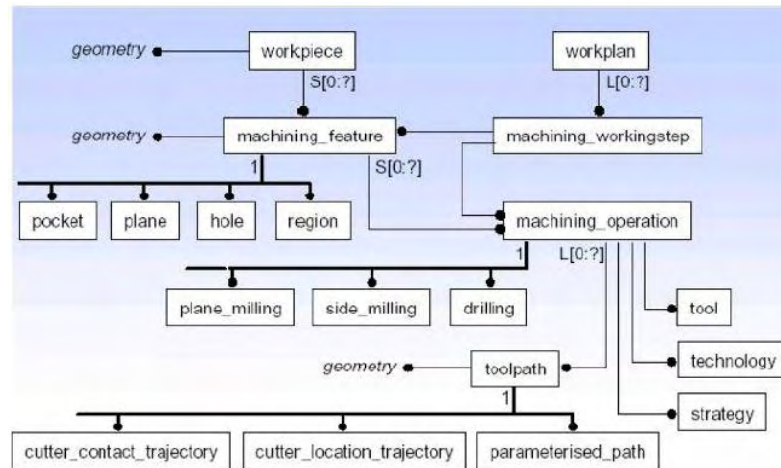 geometry workpiece workplan
S[0:?] L[0:?]
geometry machining_feature machining_workingstep
1 S[0:?]
pocket plane hole region machining_operation
1 L[0:?]
plane_milling side_milling drilling tool
geometry toolpath technology
1 strategy
cutter_contact_trajectory cutter_location_trajectory parameterised_path